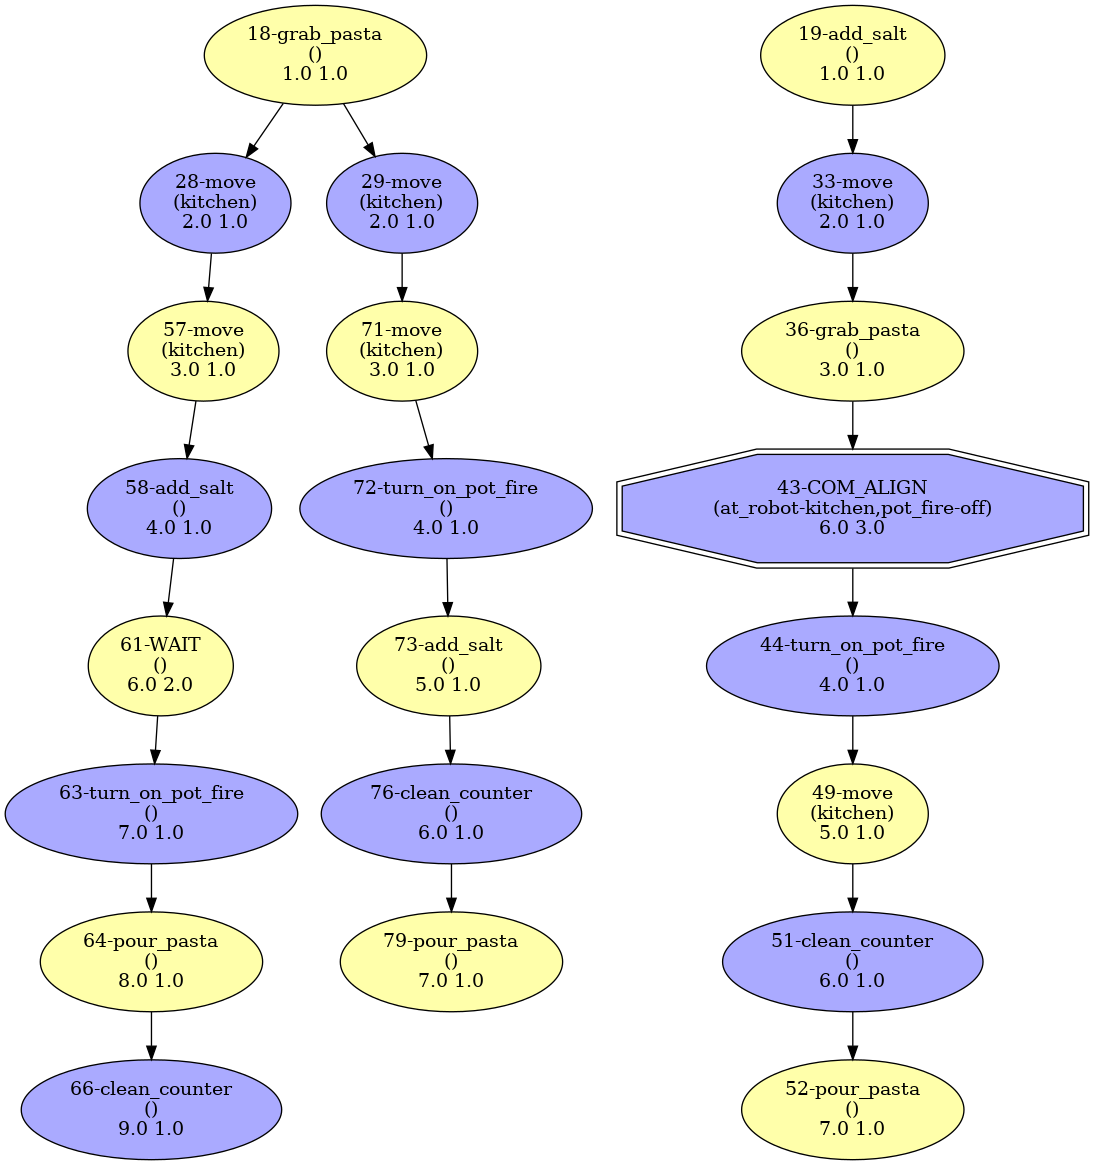 18-grab_pasta
()
1.0 1.0
19-add_salt
()
1.0 1.0
28-move
(kitchen)
2.0 1.0
29-move
(kitchen)
2.0 1.0
33-move
(kitchen)
2.0 1.0
57-move
(kitchen)
3.0 1.0
71-move
(kitchen)
3.0 1.0
36-grab_pasta
()
3.0 1.0
58-add_salt
()
4.0 1.0
72-turn_on_pot_fire
()
4.0 1.0
43-COM_ALIGN
(at_robot-kitchen,pot_fire-off)
6.0 3.0
61-WAIT
()
6.0 2.0
73-add_salt
()
5.0 1.0
44-turn_on_pot_fire
()
4.0 1.0
63-turn_on_pot_fire
()
7.0 1.0
76-clean_counter
()
6.0 1.0
49-move
(kitchen)
5.0 1.0
64-pour_pasta
()
8.0 1.0
79-pour_pasta
()
7.0 1.0
51-clean_counter
()
6.0 1.0
66-clean_counter
()
9.0 1.0
52-pour_pasta
()
7.0 1.0